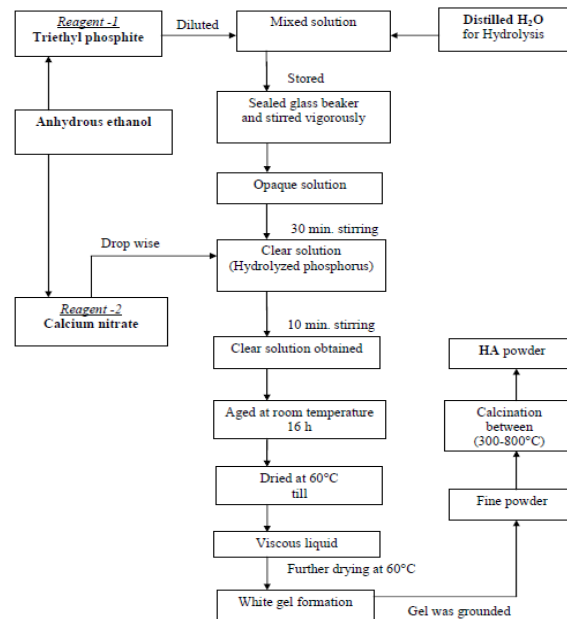 Reagent -1
Triethyl phosphite
Diluted
Mixed solution
Distilled H₂O
for Hydrolysis
Stored
Sealed glass beaker
and stirred vigorously
Anhydrous ethanol
Opaque solution
30 min. stirring
Drop wise
Clear solution
(Hydrolyzed phosphorus)
Reagent -2
Calcium nitrate
10 min. stirring
Clear solution obtained
HA powder
Aged at room temperature
16 h
Calcination
between
(300-800°C)
Dried at 60°C
till
Fine powder
Viscous liquid
Further drying at 60°C
White gel formation
Gel was grounded